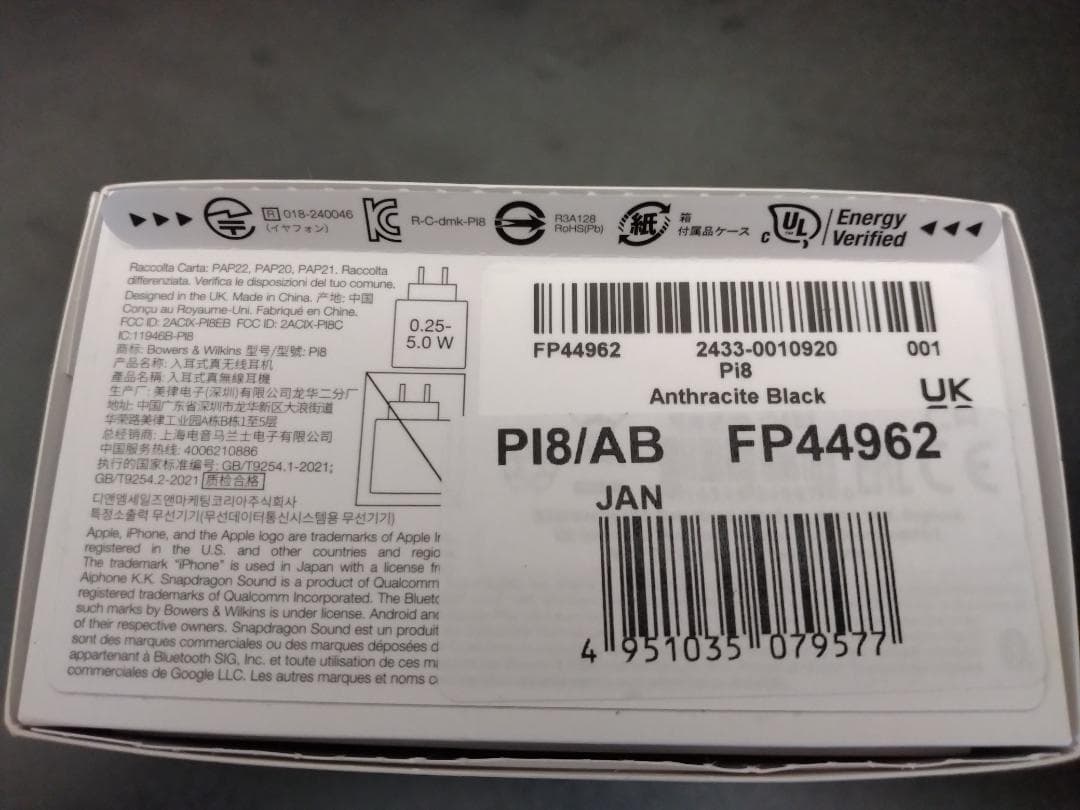 R 018-240046
(イヤフォン)
R-C-dmk-PI8
R3A128
RoHS(Pb)
紙
箱
付属品ケース
c UL
Energy
Verified
Raccolta Carta: PAP22, PAP20, PAP21. Raccolta
differenziata. Verifica le disposizioni del tuo comune.
Designed in the UK. Made in China. 产地: 中国
Conçu au Royaume-Uni. Fabriqué en Chine.
FCC ID: 2ACIX-PI8EB FCC ID: 2ACIX-PI8C
IC:11946B-PI8
商标: Bowers & Wilkins 型号/型號: Pi8
产品名称: 入耳式真无线耳机
產品名稱: 入耳式真無線耳機
生产厂: 美律电子(深圳)有限公司龙华二分厂
地址: 中国广东省深圳市龙华新区大浪街道
华荣路美律工业园A栋B栋1至5层
总经销商: 上海电音马兰士电子有限公司
中国服务热线: 4006210886
执行的国家标准编号: GB/T9254.1-2021;
GB/T9254.2-2021 质检合格
디앤엠세일즈앤마케팅코리아주식회사
특정소출력 무선기기(무선데이터통신시스템용 무선기기)
Apple, iPhone, and the Apple logo are trademarks of Apple
registered in the U.S. and other countries and
The trademark "iPhone" is used in Japan with a license
Aiphone K.K. Snapdragon Sound is a product of Qualcomm
registered trademarks of Qualcomm Incorporated. The
such marks by Bowers & Wilkins is under license. Android
of their respective owners. Snapdragon Sound est un produit
sont des marques commerciales ou des marques déposées
appartenant à Bluetooth SIG, Inc. et toute utilisation de ces
commerciales de Google LLC. Les autres marques et noms
0.25-
5.0 W
FP44962 2433-0010920 001
Pi8
Anthracite Black
UK
PI8/AB FP44962
JAN
4 951035 079577